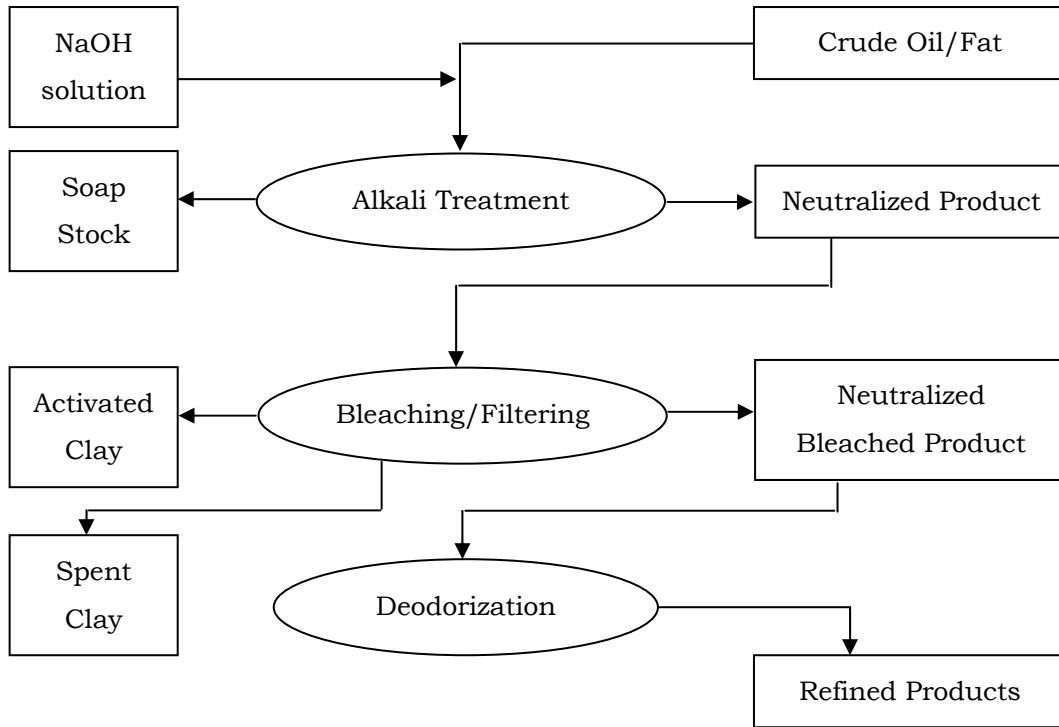 NaOH
solution
Crude Oil/Fat
Soap
Stock
Alkali Treatment
Neutralized Product
Activated
Clay
Bleaching/Filtering
Neutralized
Bleached Product
Spent
Clay
Deodorization
Refined Products